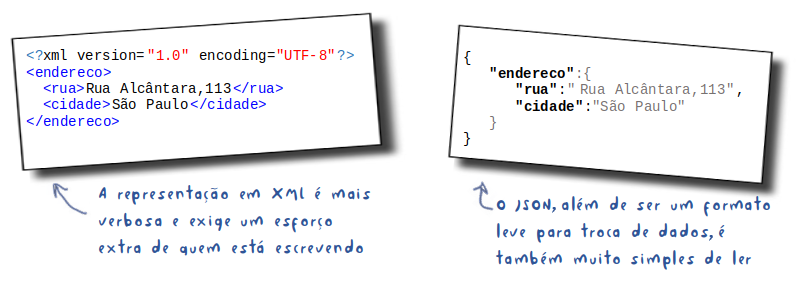 <?xml version="1.0" encoding="UTF-8"?>
<endereco>
<rua>Rua Alcântara,113</rua>
<cidade>São Paulo</cidade>
</endereco>
A representação em XML é mais
verbosa e exige um esforço
extra de quem está escrevendo
{
"endereco":{
"rua":" Rua Alcântara,113",
"cidade":"São Paulo"
}
}
O JSON, além de ser um formato
leve para troca de dados, é
também muito simples de ler